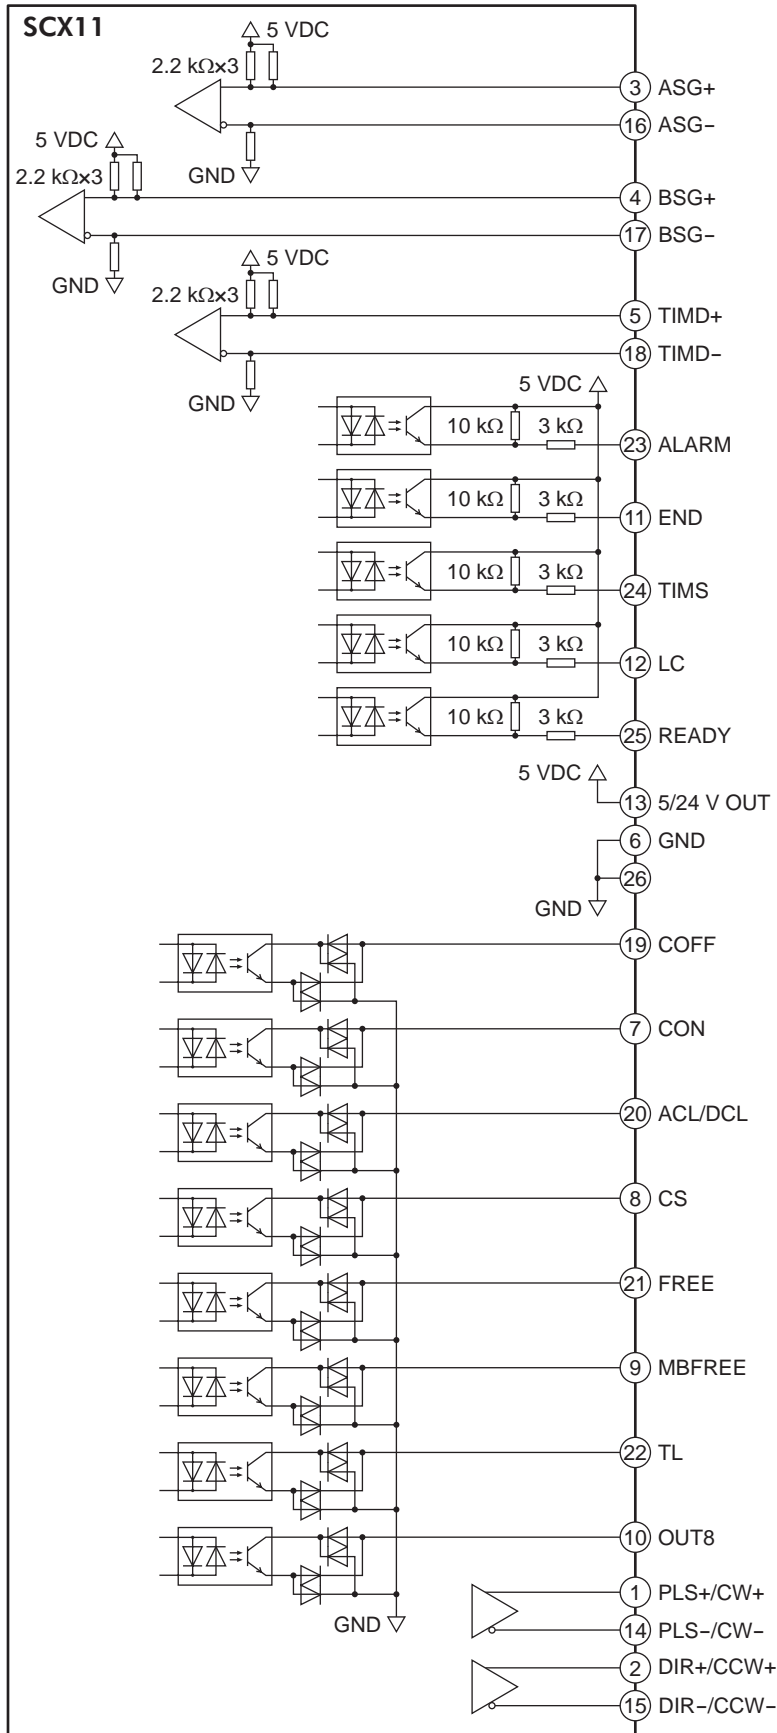 SCX11
5 VDC
2.2 kΩ×3
3 ASG+
16 ASG−
GND
5 VDC
2.2 kΩ×3
4 BSG+
17 BSG−
GND
5 VDC
2.2 kΩ×3
5 TIMD+
18 TIMD−
GND
5 VDC
10 kΩ 3 kΩ 23 ALARM
10 kΩ 3 kΩ 11 END
10 kΩ 3 kΩ 24 TIMS
10 kΩ 3 kΩ 12 LC
10 kΩ 3 kΩ 25 READY
5 VDC
13 5/24 V OUT
6 GND
26
GND
19 COFF
7 CON
20 ACL/DCL
8 CS
21 FREE
9 MBFREE
22 TL
10 OUT8
1 PLS+/CW+
GND
14 PLS−/CW−
2 DIR+/CCW+
15 DIR−/CCW−